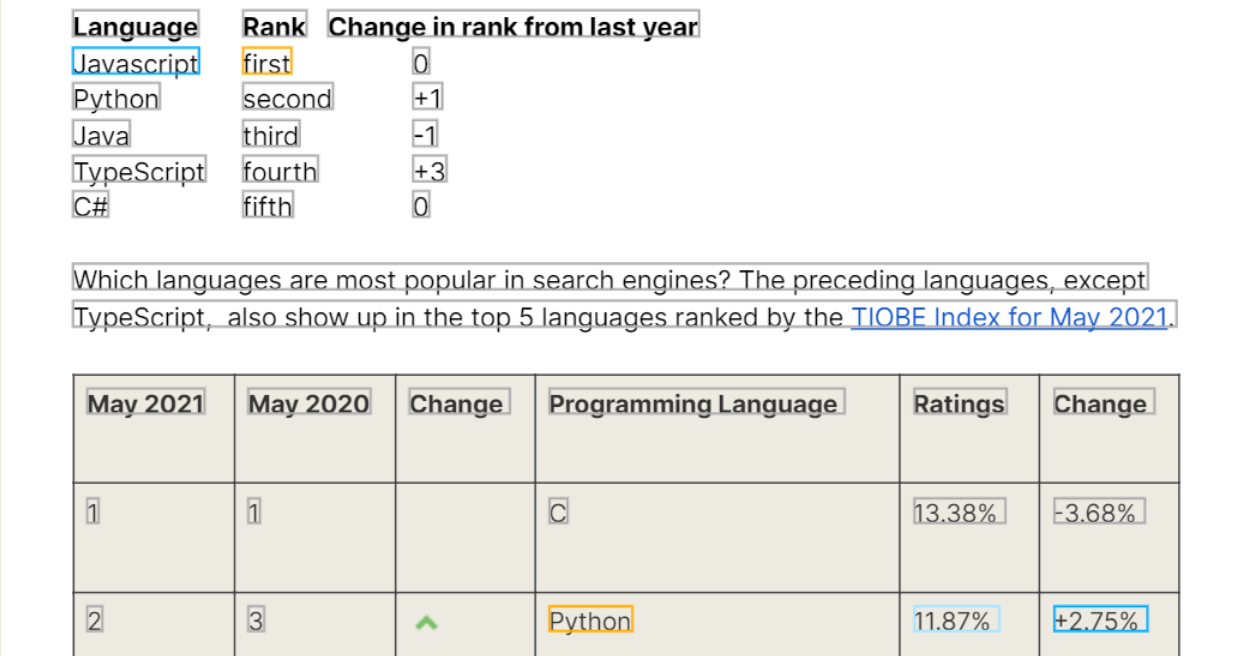 Language Rank Change in rank from last year
Javascript first 0
Python second +1
Java third -1
TypeScript fourth +3
C# fifth 0
Which languages are most popular in search engines? The preceding languages, except
TypeScript, also show up in the top 5 languages ranked by the TIOBE Index for May 2021.
May 2021 May 2020 Change Programming Language Ratings Change
1 1 C 13.38% -3.68%
2 3 Python 11.87% +2.75%